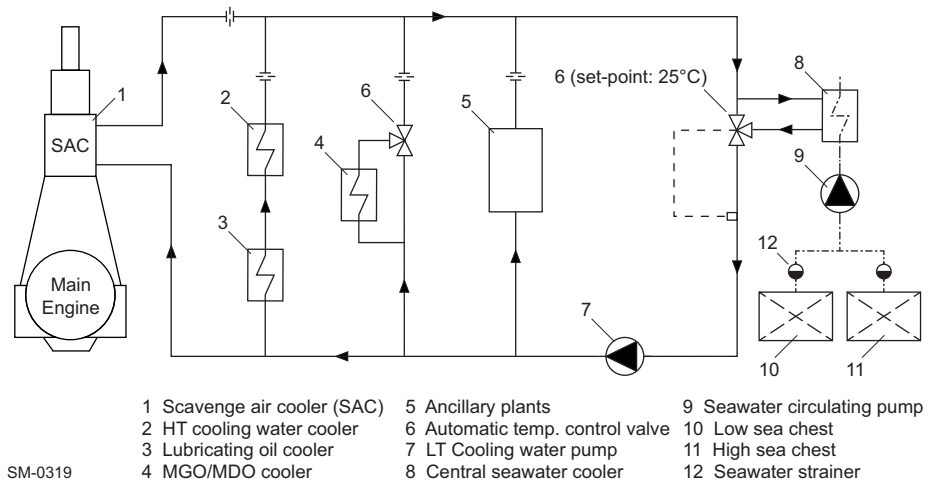 1
SAC
Main
Engine
2
3
4
6
5
6 (set-point: 25°C)
8
9
12
7
10
11
1 Scavenge air cooler (SAC)
2 HT cooling water cooler
3 Lubricating oil cooler
4 MGO/MDO cooler
5 Ancillary plants
6 Automatic temp. control valve
7 LT Cooling water pump
8 Central seawater cooler
9 Seawater circulating pump
10 Low sea chest
11 High sea chest
12 Seawater strainer
SM-0319